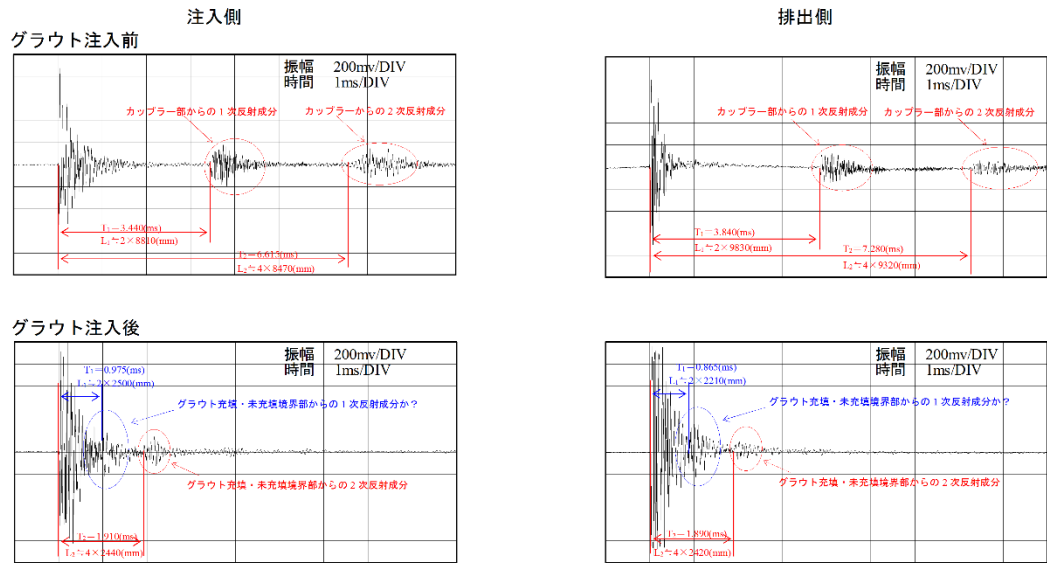 注入側
排出側
グラウト注入前
振幅 200mv/DIV
時間 1ms/DIV
カップラー部からの1次反射成分
カップラーからの2次反射成分
T₁=3.440(ms)
L₁≒2×8810(mm)
T₂=6.615(ms)
L₂≒4×8470(mm)
振幅 200mv/DIV
時間 1ms/DIV
カップラー部からの1次反射成分
カップラーからの2次反射成分
T₁=3.840(ms)
L₁≒2×9830(mm)
T₂=7.280(ms)
L₂≒4×9320(mm)
グラウト注入後
振幅 200mv/DIV
時間 1ms/DIV
T₁=0.975(ms)
L₁≒2×2500(mm)
グラウト充填・未充填境界部からの1次反射成分か?
グラウト充填・未充填境界部からの2次反射成分
T₂=1.910(ms)
L₂≒4×2440(mm)
振幅 200mv/DIV
時間 1ms/DIV
T₁=0.865(ms)
L₁≒2×2210(mm)
グラウト充填・未充填境界部からの1次反射成分か?
グラウト充填・未充填境界部からの2次反射成分
T₂=1.890(ms)
L₂≒4×2420(mm)